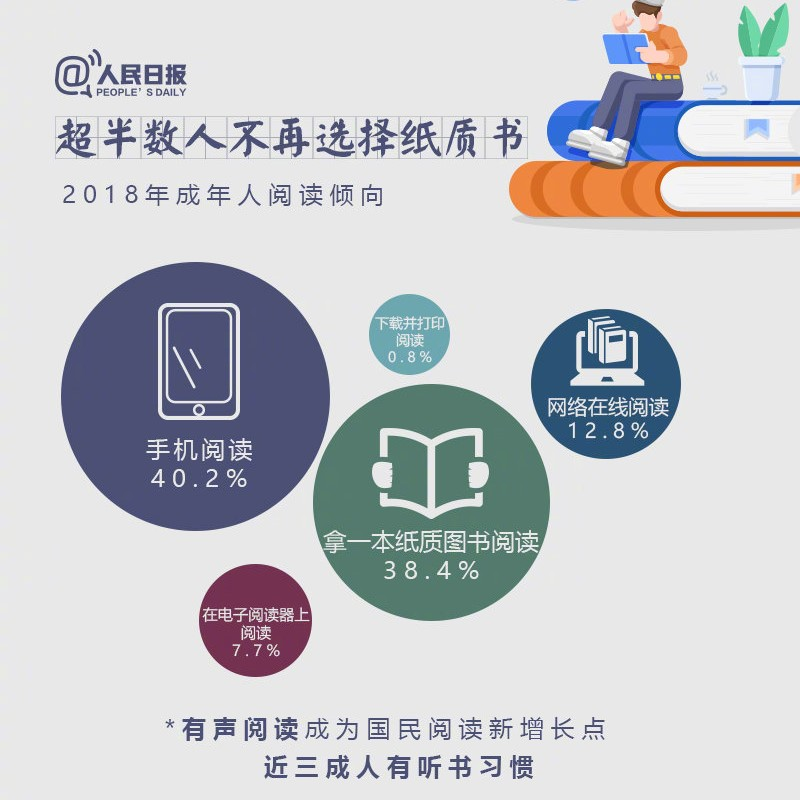 @人民日报
PEOPLE'S DAILY
超半数人不再选择纸质书
2018年成年人阅读倾向
手机阅读
40.2%
下载并打印
阅读
0.8%
网络在线阅读
12.8%
拿一本纸质图书阅读
38.4%
在电子阅读器上
阅读
7.7%
*有声阅读成为国民阅读新增长点
近三成人有听书习惯